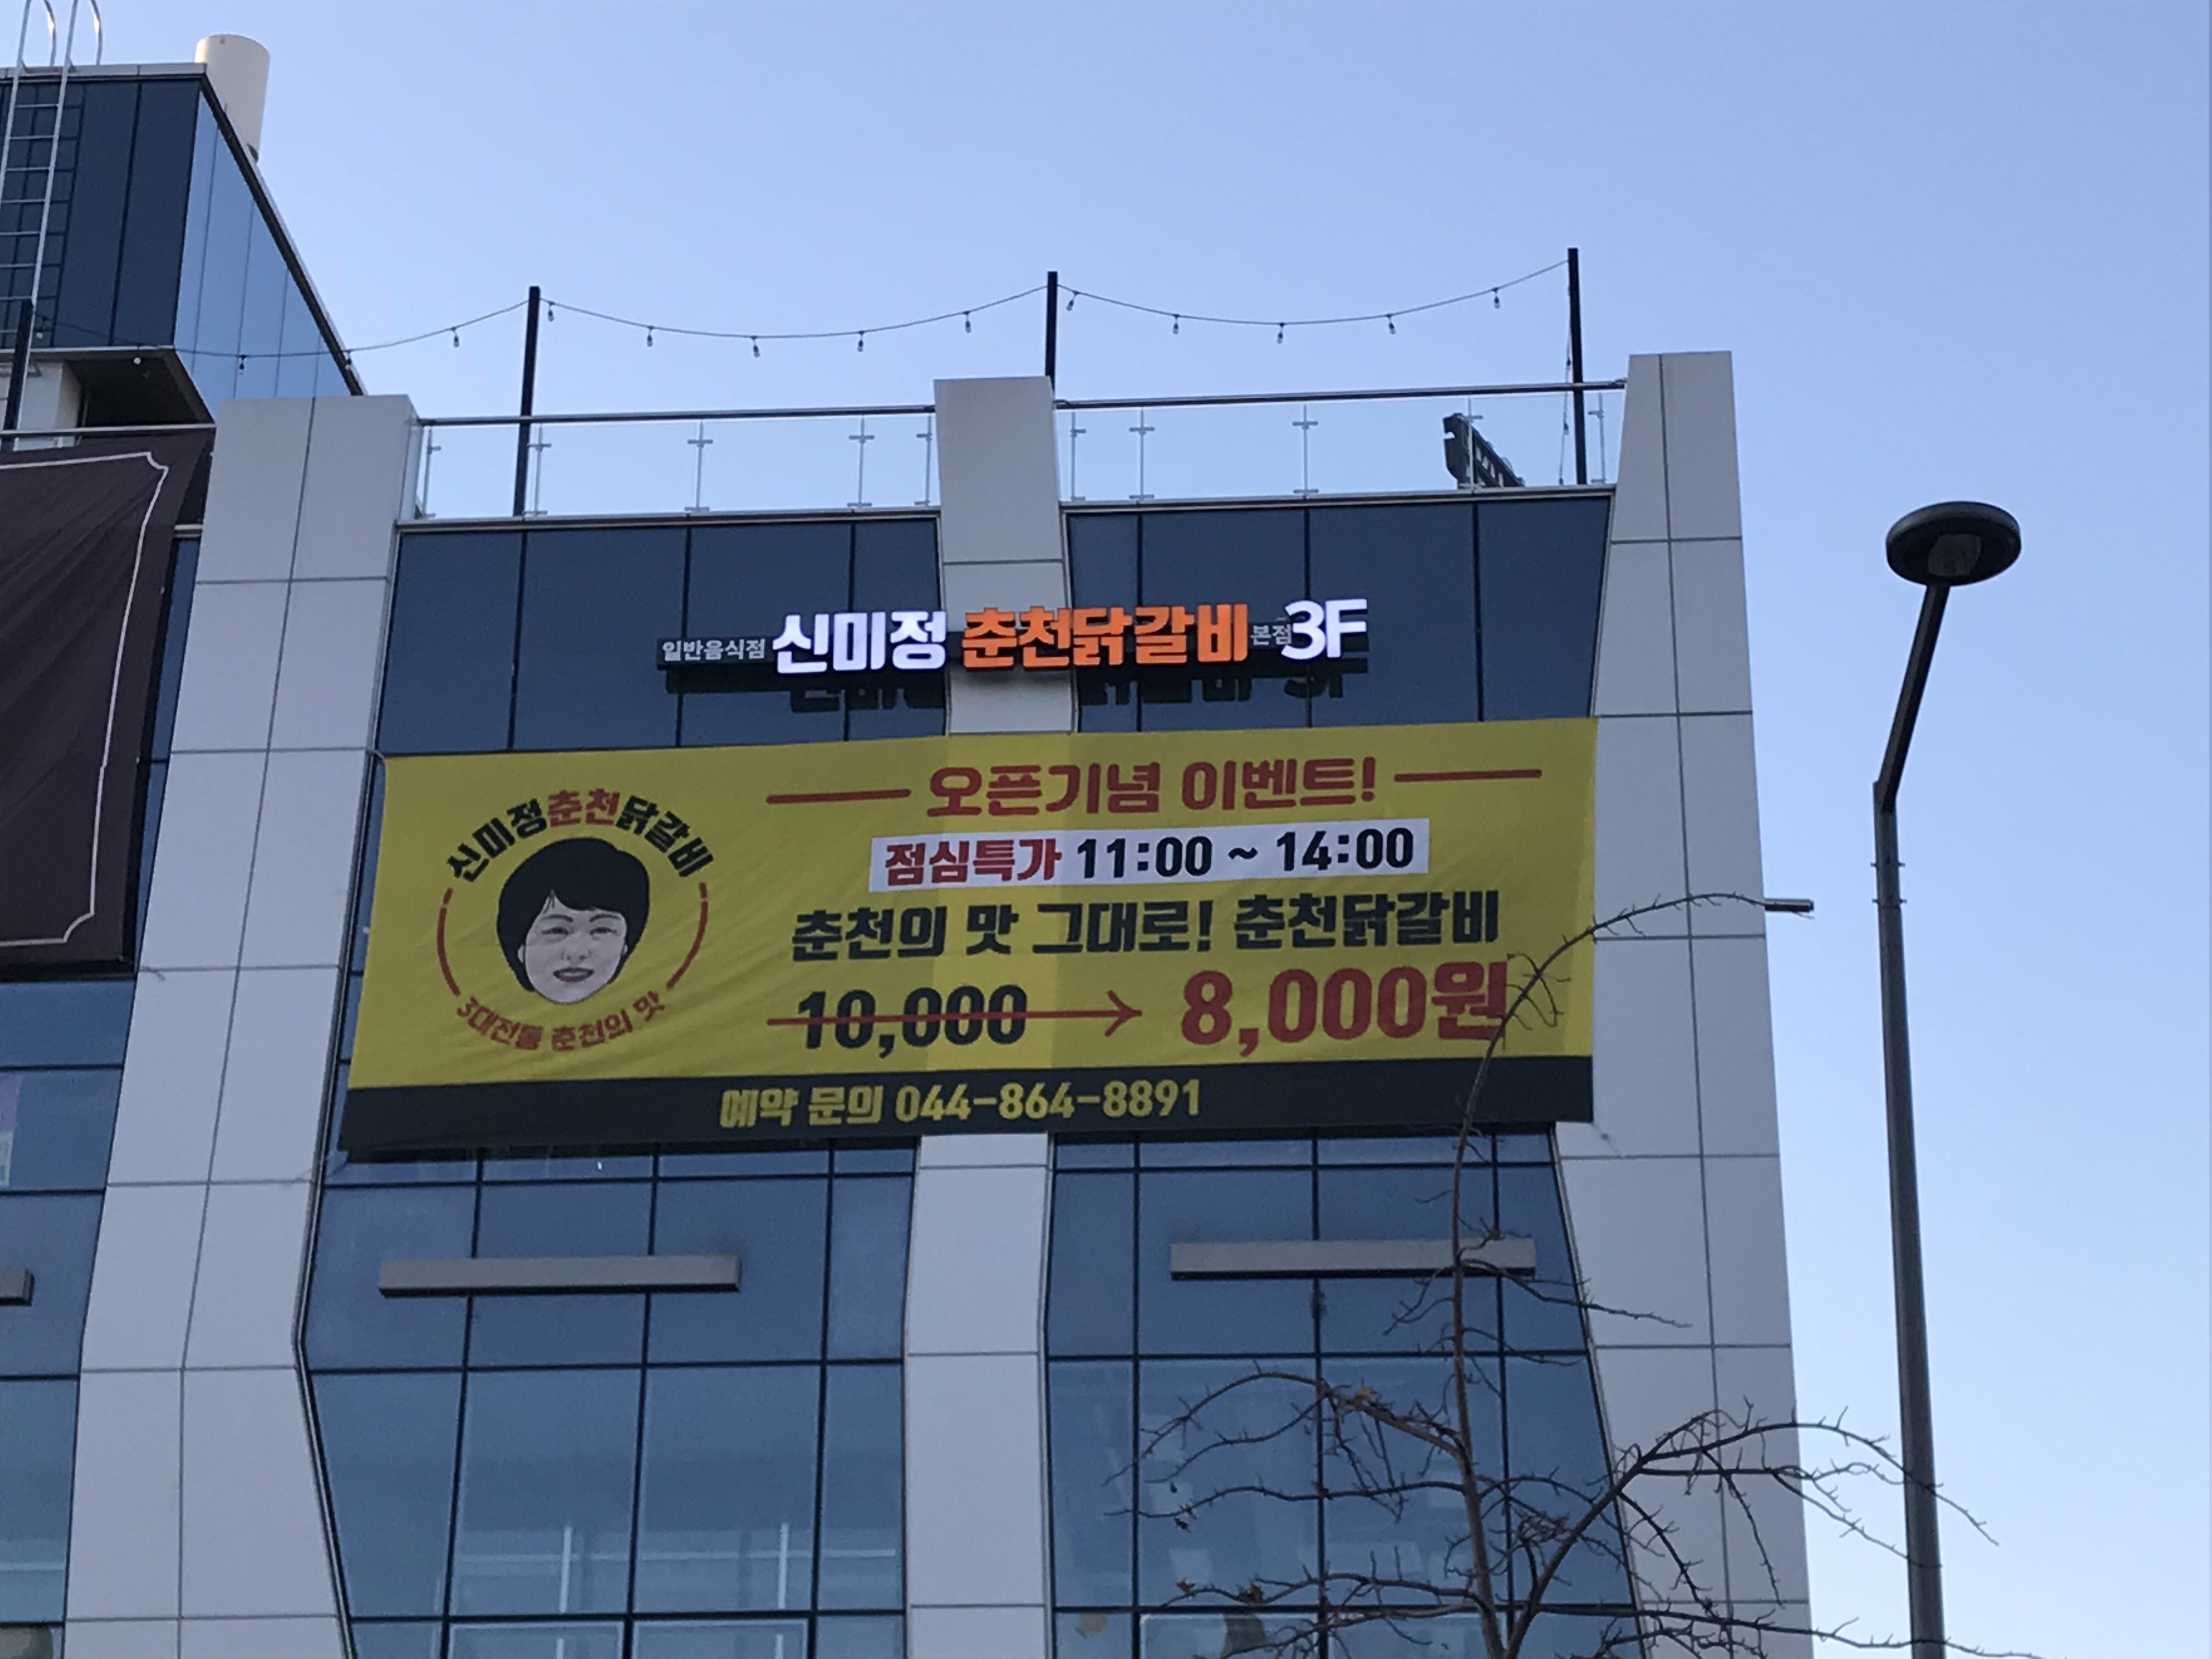 일반음식점 신미정 춘천닭갈비 본점 3F
오픈기념 이벤트!
점심특가 11:00 ~ 14:00
춘천의 맛 그대로! 춘천닭갈비
10,000 → 8,000원
신미정춘천닭갈비
3대전통 춘천의 맛
예약 문의 044-864-8891